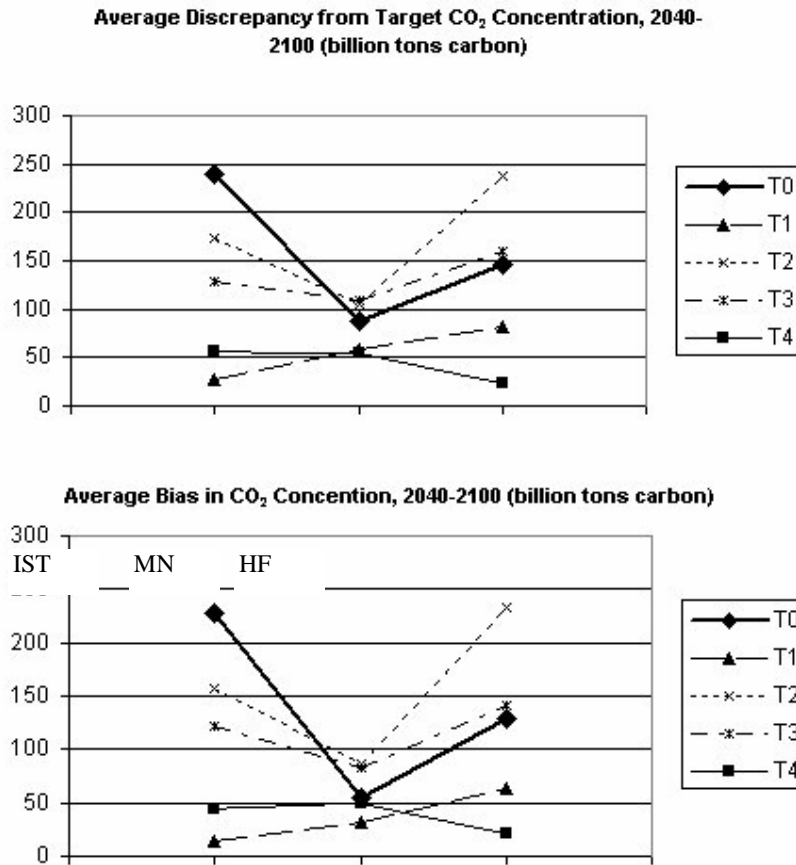 Average Discrepancy from Target CO₂ Concentration, 2040-
2100 (billion tons carbon)
300
250
200
150
100
50
0
T0
T1
T2
T3
T4
Average Bias in CO₂ Concention, 2040-2100 (billion tons carbon)
300
IST MN HF
200
150
100
50
0
T0
T1
T2
T3
T4